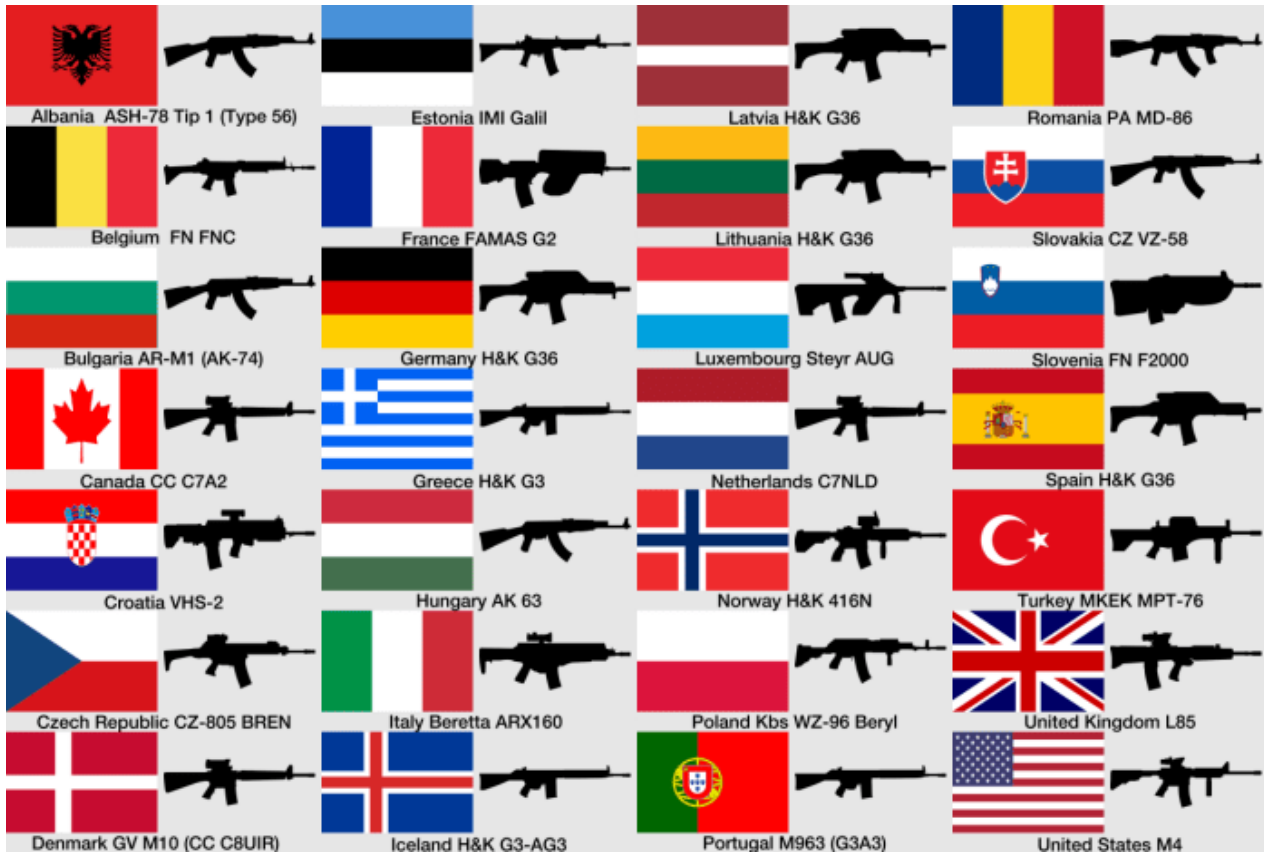 Albania ASH-78 Tip 1 (Type 56)
Estonia IMI Galil
Latvia H&K G36
Romania PA MD-86
Belgium FN FNC
France FAMAS G2
Lithuania H&K G36
Slovakia CZ VZ-58
Bulgaria AR-M1 (AK-74)
Germany H&K G36
Luxembourg Steyr AUG
Slovenia FN F2000
Canada CC C7A2
Greece H&K G3
Netherlands C7NLD
Spain H&K G36
Croatia VHS-2
Hungary AK 63
Norway H&K 416N
Turkey MKEK MPT-76
Czech Republic CZ-805 BREN
Italy Beretta ARX160
Poland Kbs WZ-96 Beryl
United Kingdom L85
Denmark GV M10 (CC C8UIR)
Iceland H&K G3-AG3
Portugal M963 (G3A3)
United States M4